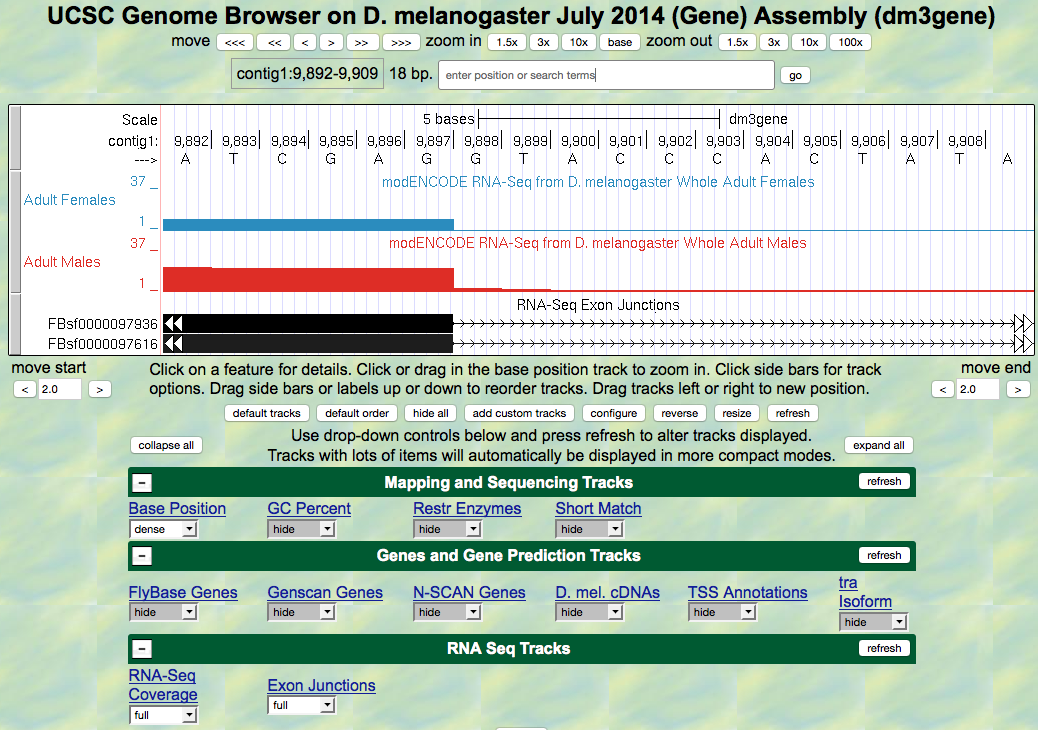 UCSC Genome Browser on D. melanogaster July 2014 (Gene) Assembly (dm3gene)
move <<< << < > >> >>> zoom in 1.5x 3x 10x base zoom out 1.5x 3x 10x 100x
contig1:9,892-9,909 18 bp. enter position or search terms go
Scale 5 bases dm3gene
contig1: 9,892 9,893 9,894 9,895 9,896 9,897 9,898 9,899 9,900 9,901 9,902 9,903 9,904 9,905 9,906 9,907 9,908
---> A T C G A G G T A C C C A C T A T A
modENCODE RNA-Seq from D. melanogaster Whole Adult Females
37 _
Adult Females
1 _
modENCODE RNA-Seq from D. melanogaster Whole Adult Males
37 _
Adult Males
1 _
RNA-Seq Exon Junctions
FBsf0000097936
FBsf0000097616
move start
< 2.0 >
Click on a feature for details. Click or drag in the base position track to zoom in. Click side bars for track
options. Drag side bars or labels up or down to reorder tracks. Drag tracks left or right to new position.
move end
< 2.0 >
default tracks default order hide all add custom tracks configure reverse resize refresh
collapse all
Use drop-down controls below and press refresh to alter tracks displayed.
Tracks with lots of items will automatically be displayed in more compact modes.
expand all
- Mapping and Sequencing Tracks refresh
Base Position GC Percent Restr Enzymes Short Match
dense hide hide hide
- Genes and Gene Prediction Tracks refresh
FlyBase Genes Genscan Genes N-SCAN Genes D. mel. cDNAs TSS Annotations tra
Isoform
hide hide hide hide hide hide
- RNA Seq Tracks refresh
RNA-Seq
Coverage Exon Junctions
full full